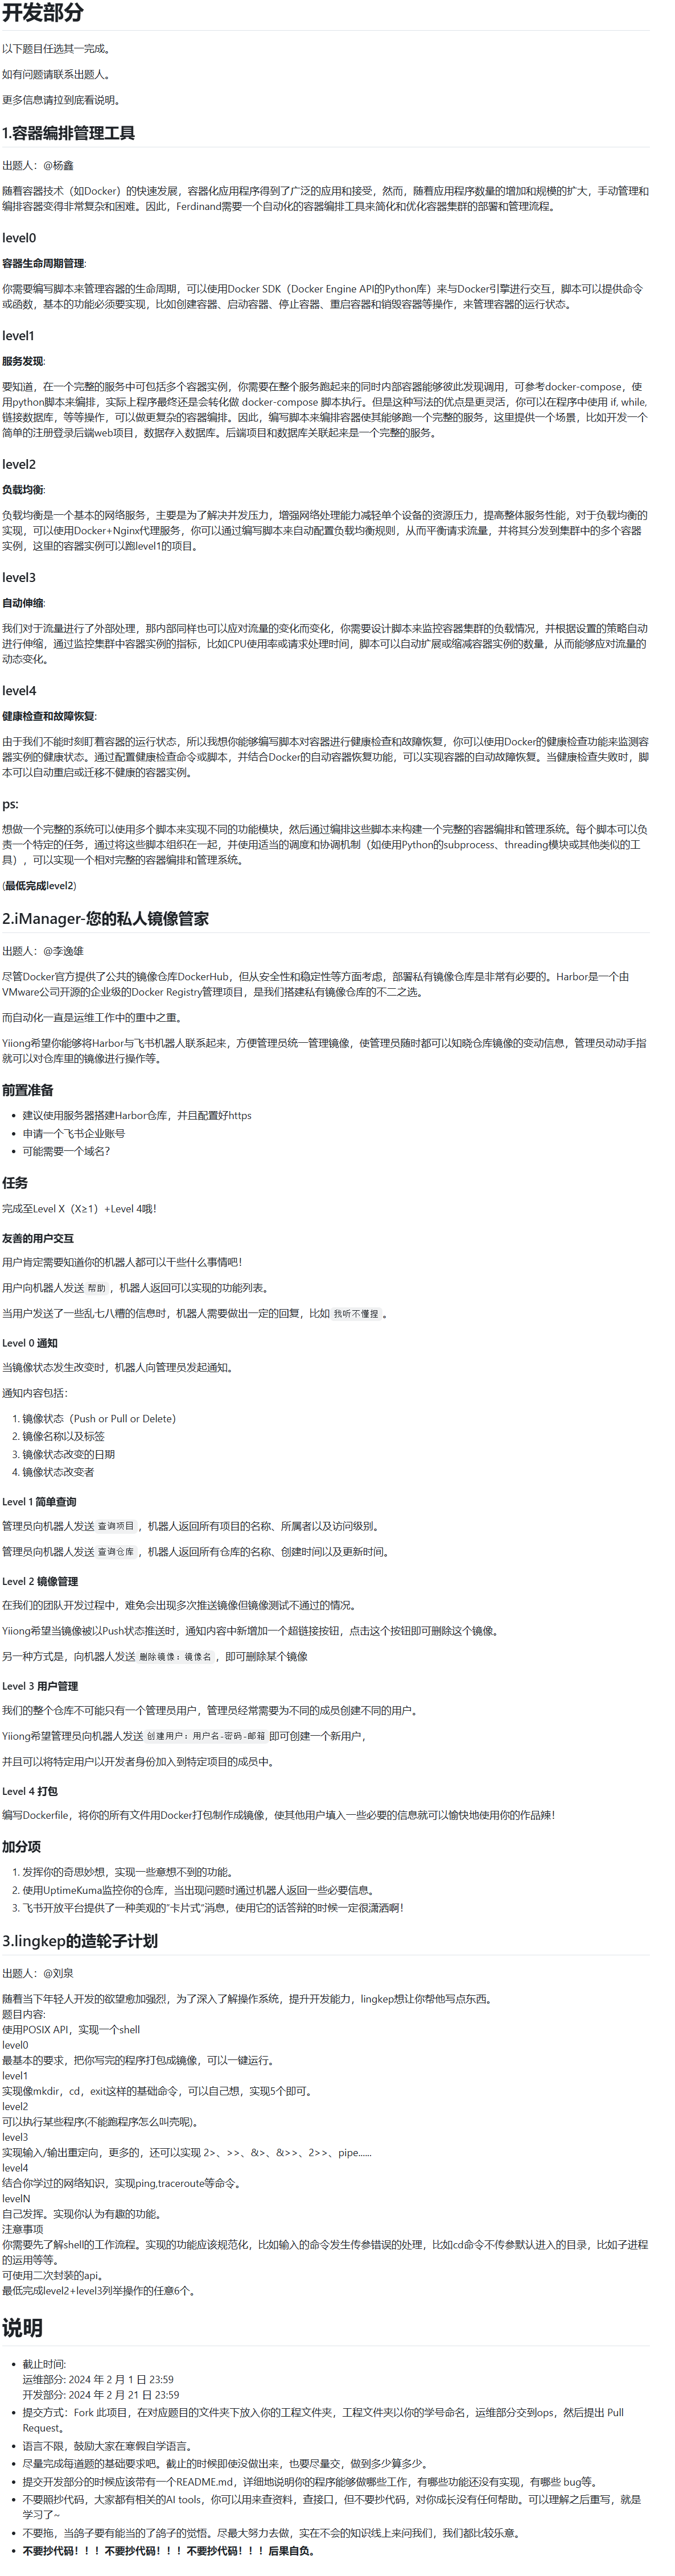 开发部分
以下题目任选其一完成。
如有问题请联系出题人。
更多信息请拉到底看说明。
1.容器编排管理工具
出题人：@杨鑫
随着容器技术（如Docker）的快速发展，容器化应用程序得到了广泛的应用和接受，然而，随着应用程序数量的增加和规模的扩大，手动管理和
编排容器变得非常复杂和困难。因此，Ferdinand需要一个自动化的容器编排工具来简化和优化容器集群的部署和管理流程。
level0
容器生命周期管理:
你需要编写脚本来管理容器的生命周期，可以使用Docker SDK（Docker Engine API的Python库）来与Docker引擎进行交互，脚本可以提供命令
或函数，基本的功能必须要实现，比如创建容器、启动容器、停止容器、重启容器和销毁容器等操作，来管理容器的运行状态。
level1
服务发现:
要知道，在一个完整的服务中可包括多个容器实例，你需要在整个服务跑起来的同时内部容器能够彼此发现调用，可参考docker-compose，使
用python脚本来编排，实际上程序最终还是会转化做 docker-compose 脚本执行。但是这种写法的优点是更灵活，你可以在程序中使用 if, while,
链接数据库，等等操作，可以做更复杂的容器编排。因此，编写脚本来编排容器使其能够跑一个完整的服务，这里提供一个场景，比如开发一个
简单的注册登录后端web项目，数据存入数据库。后端项目和数据库关联起来是一个完整的服务。
level2
负载均衡:
负载均衡是一个基本的网络服务，主要是为了解决并发压力，增强网络处理能力减轻单个设备的资源压力，提高整体服务性能，对于负载均衡的
实现，可以使用Docker+Nginx代理服务，你可以通过编写脚本来自动配置负载均衡规则，从而平衡请求流量，并将其分发到集群中的多个容器
实例，这里的容器实例可以跑level1的项目。
level3
自动伸缩:
我们对于流量进行了外部处理，那内部同样也可以应对流量的变化而变化，你需要设计脚本来监控容器集群的负载情况，并根据设置的策略自动
进行伸缩，通过监控集群中容器实例的指标，比如CPU使用率或请求处理时间，脚本可以自动扩展或缩减容器实例的数量，从而能够应对流量的
动态变化。
level4
健康检查和故障恢复:
由于我们不能时刻盯着容器的运行状态，所以我想你能够编写脚本对容器进行健康检查和故障恢复，你可以使用Docker的健康检查功能来监测容
器实例的健康状态。通过配置健康检查命令或脚本，并结合Docker的自动容器恢复功能，可以实现容器的自动故障恢复。当健康检查失败时，脚
本可以自动重启或迁移不健康的容器实例。
ps:
想做一个完整的系统可以使用多个脚本来实现不同的功能模块，然后通过编排这些脚本来构建一个完整的容器编排和管理系统。每个脚本可以负
责一个特定的任务，通过将这些脚本组织在一起，并使用适当的调度和协调机制（如使用Python的subprocess、threading模块或其他类似的工
具），可以实现一个相对完整的容器编排和管理系统。
(最低完成level2)
2.iManager-您的私人镜像管家
出题人：@李逸雄
尽管Docker官方提供了公共的镜像仓库DockerHub，但从安全性和稳定性等方面考虑，部署私有镜像仓库是非常有必要的。Harbor是一个由
VMware公司开源的企业级的Docker Registry管理项目，是我们搭建私有镜像仓库的不二之选。
而自动化一直是运维工作中的重中之重。
Yiiong希望你能够将Harbor与飞书机器人联系起来，方便管理员统一管理镜像，使管理员随时都可以知晓仓库镜像的变动信息，管理员动动手指
就可以对仓库里的镜像进行操作等。
前置准备
• 建议使用服务器搭建Harbor仓库，并且配置好https
• 申请一个飞书企业账号
• 可能需要一个域名？
任务
完成至Level X（X≥1）+Level 4哦！
友善的用户交互
用户肯定需要知道你的机器人都可以干些什么事情吧！
用户向机器人发送 帮助 ，机器人返回可以实现的功能列表。
当用户发送了一些乱七八糟的信息时，机器人需要做出一定的回复，比如 我听不懂捏 。
Level 0 通知
当镜像状态发生改变时，机器人向管理员发起通知。
通知内容包括：
1. 镜像状态（Push or Pull or Delete）
2. 镜像名称以及标签
3. 镜像状态改变的日期
4. 镜像状态改变者
Level 1 简单查询
管理员向机器人发送 查询项目 ，机器人返回所有项目的名称、所属者以及访问级别。
管理员向机器人发送 查询仓库 ，机器人返回所有仓库的名称、创建时间以及更新时间。
Level 2 镜像管理
在我们的团队开发过程中，难免会出现多次推送镜像但镜像测试不通过的情况。
Yiiong希望当镜像被以Push状态推送时，通知内容中新增加一个超链接按钮，点击这个按钮即可删除这个镜像。
另一种方式是，向机器人发送 删除镜像：镜像名 ，即可删除某个镜像
Level 3 用户管理
我们的整个仓库不可能只有一个管理员用户，管理员经常需要为不同的成员创建不同的用户。
Yiiong希望管理员向机器人发送 创建用户：用户名-密码-邮箱 即可创建一个新用户，
并且可以将特定用户以开发者身份加入到特定项目的成员中。
Level 4 打包
编写Dockerfile，将你的所有文件用Docker打包制作成镜像，使其他用户填入一些必要的信息就可以愉快地使用你的作品辣！
加分项
1. 发挥你的奇思妙想，实现一些意想不到的功能。
2. 使用UptimeKuma监控你的仓库，当出现问题时通过机器人返回一些必要信息。
3. 飞书开放平台提供了一种美观的“卡片式”消息，使用它的话答辩的时候一定很潇洒啊！
3.lingkep的造轮子计划
出题人：@刘泉
随着当下年轻人开发的欲望愈加强烈，为了深入了解操作系统，提升开发能力，lingkep想让你帮他写点东西。
题目内容:
使用POSIX API，实现一个shell
level0
最基本的要求，把你写完的程序打包成镜像，可以一键运行。
level1
实现像mkdir，cd，exit这样的基础命令，可以自己想，实现5个即可。
level2
可以执行某些程序(不能跑程序怎么叫壳呢)。
level3
实现输入/输出重定向，更多的，还可以实现 2>、>>、&>、&>>、2>>、pipe......
level4
结合你学过的网络知识，实现ping,traceroute等命令。
levelN
自己发挥。实现你认为有趣的功能。
注意事项
你需要先了解shell的工作流程。实现的功能应该规范化，比如输入的命令发生传参错误的处理，比如cd命令不传参默认进入的目录，比如子进程
的运用等等。
可使用二次封装的api。
最低完成level2+level3列举操作的任意6个。
说明
• 截止时间:
运维部分: 2024 年 2 月 1 日 23:59
开发部分: 2024 年 2 月 21 日 23:59
• 提交方式：Fork 此项目，在对应题目的文件夹下放入你的工程文件夹，工程文件夹以你的学号命名，运维部分交到ops，然后提出 Pull
Request。
• 语言不限，鼓励大家在寒假自学语言。
• 尽量完成每道题的基础要求吧。截止的时候即使没做出来，也要尽量交，做到多少算多少。
• 提交开发部分的时候应该带有一个README.md，详细地说明你的程序能够做哪些工作，有哪些功能还没有实现，有哪些 bug等。
• 不要照抄代码，大家都有相关的AI tools，你可以用来查资料，查接口，但不要抄代码，对你成长没有任何帮助。可以理解之后重写，就是
学习了~
• 不要拖，当鸽子要有能当的了鸽子的觉悟。尽最大努力去做，实在不会的知识线上来问我们，我们都比较乐意。
• 不要抄代码！！！不要抄代码！！！不要抄代码！！！后果自负。